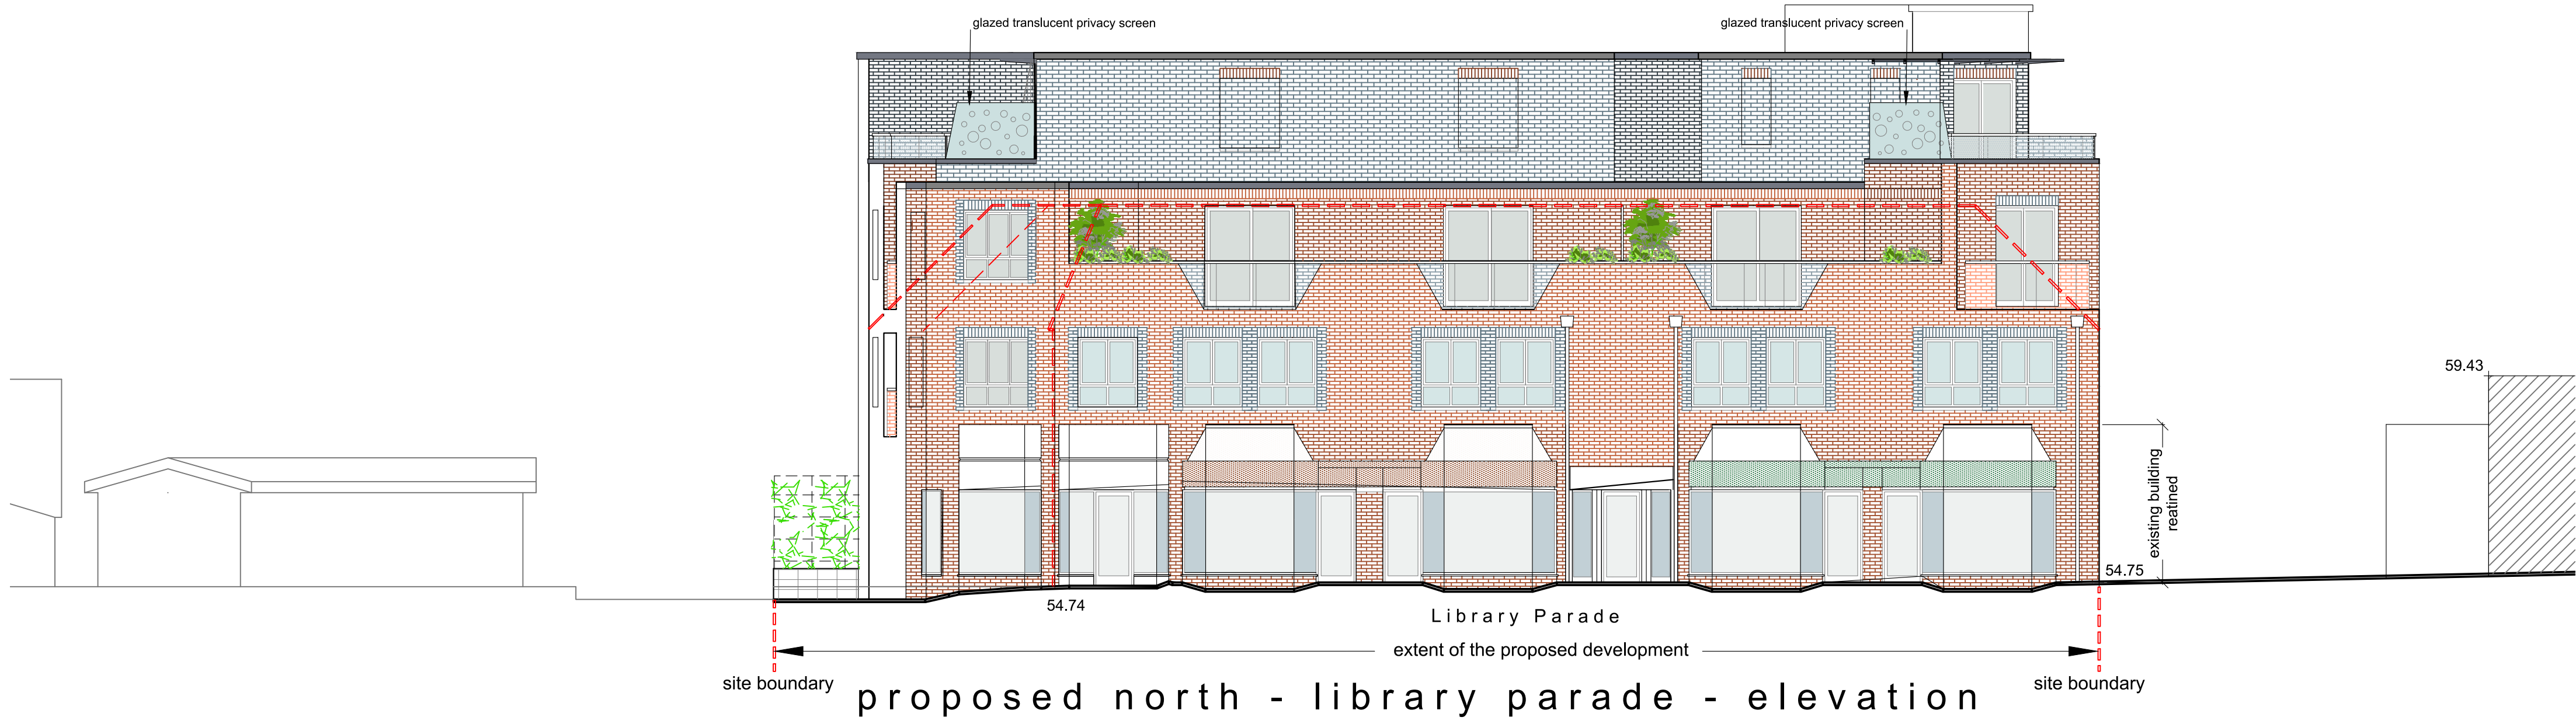 glazed translucent privacy screen
glazed translucent privacy screen
59.43
existing building
reatined
54.75
54.74
Library Parade
extent of the proposed development
site boundary
site boundary
proposed north - library parade - elevation